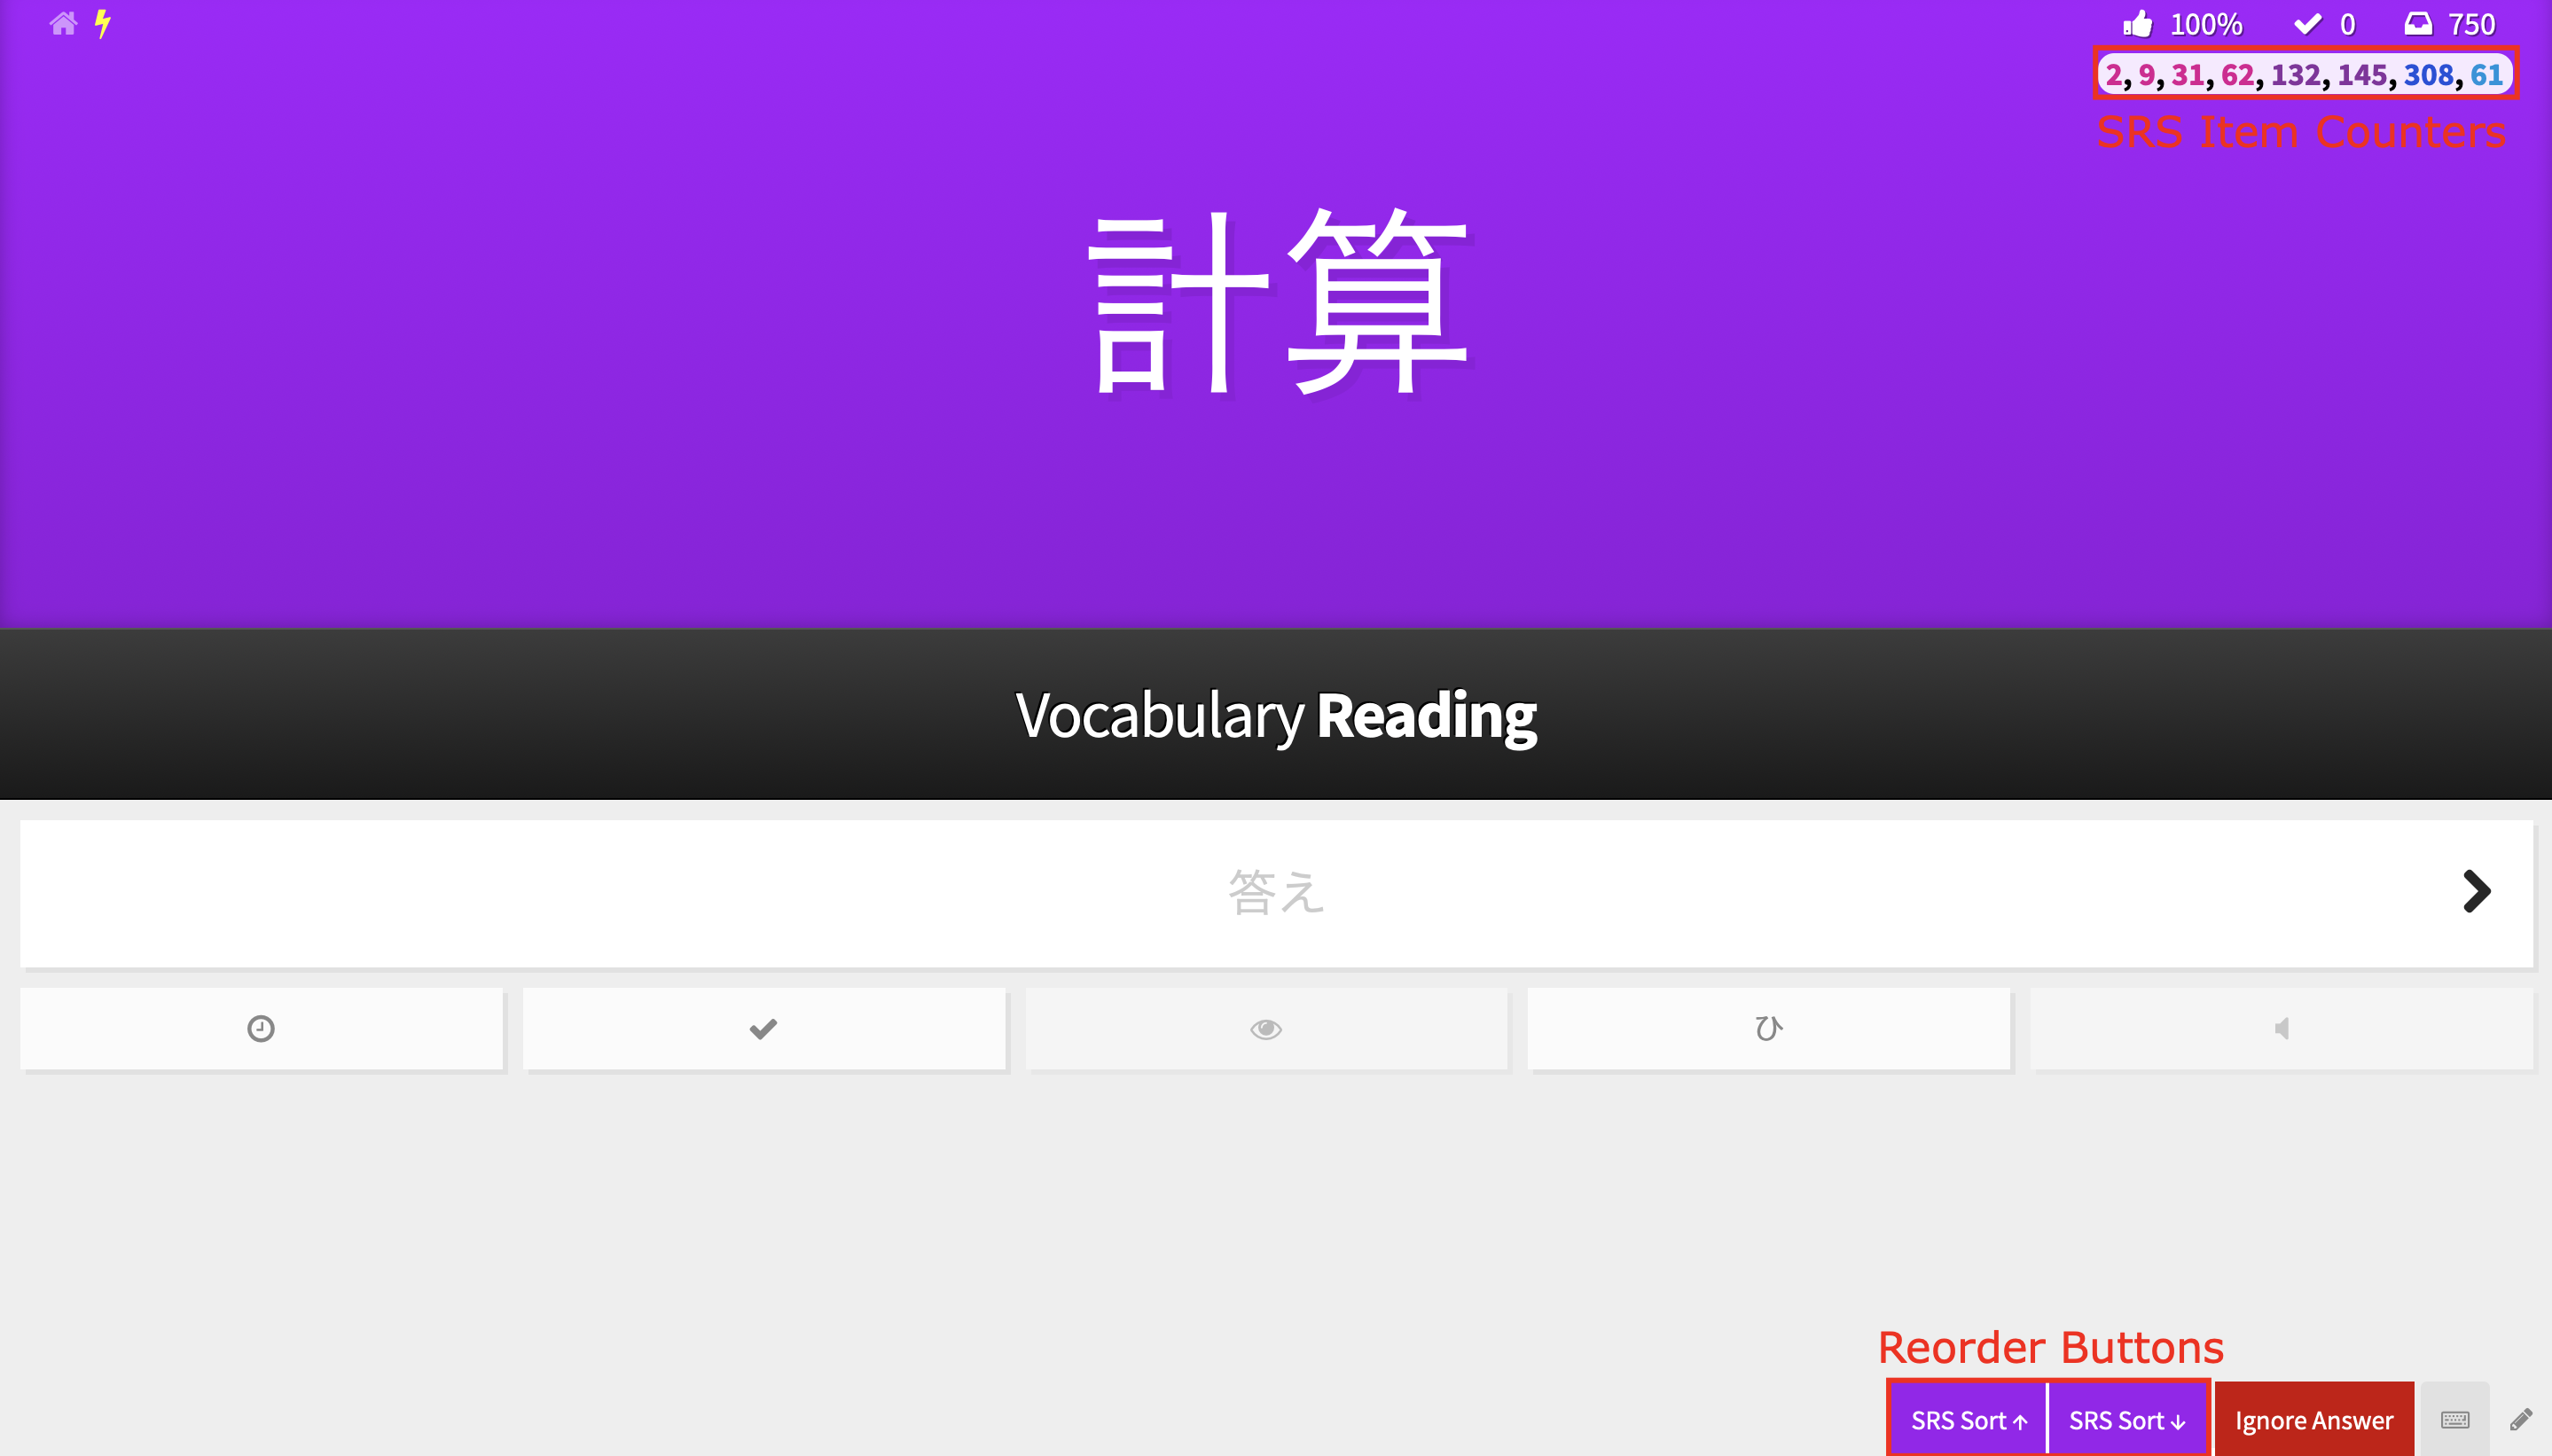 100% 0 750
2, 9, 31, 62, 132, 145, 308, 61
SRS Item Counters
計算
Vocabulary Reading
答え
ひ
Reorder Buttons
SRS Sort ↑ SRS Sort ↓ Ignore Answer